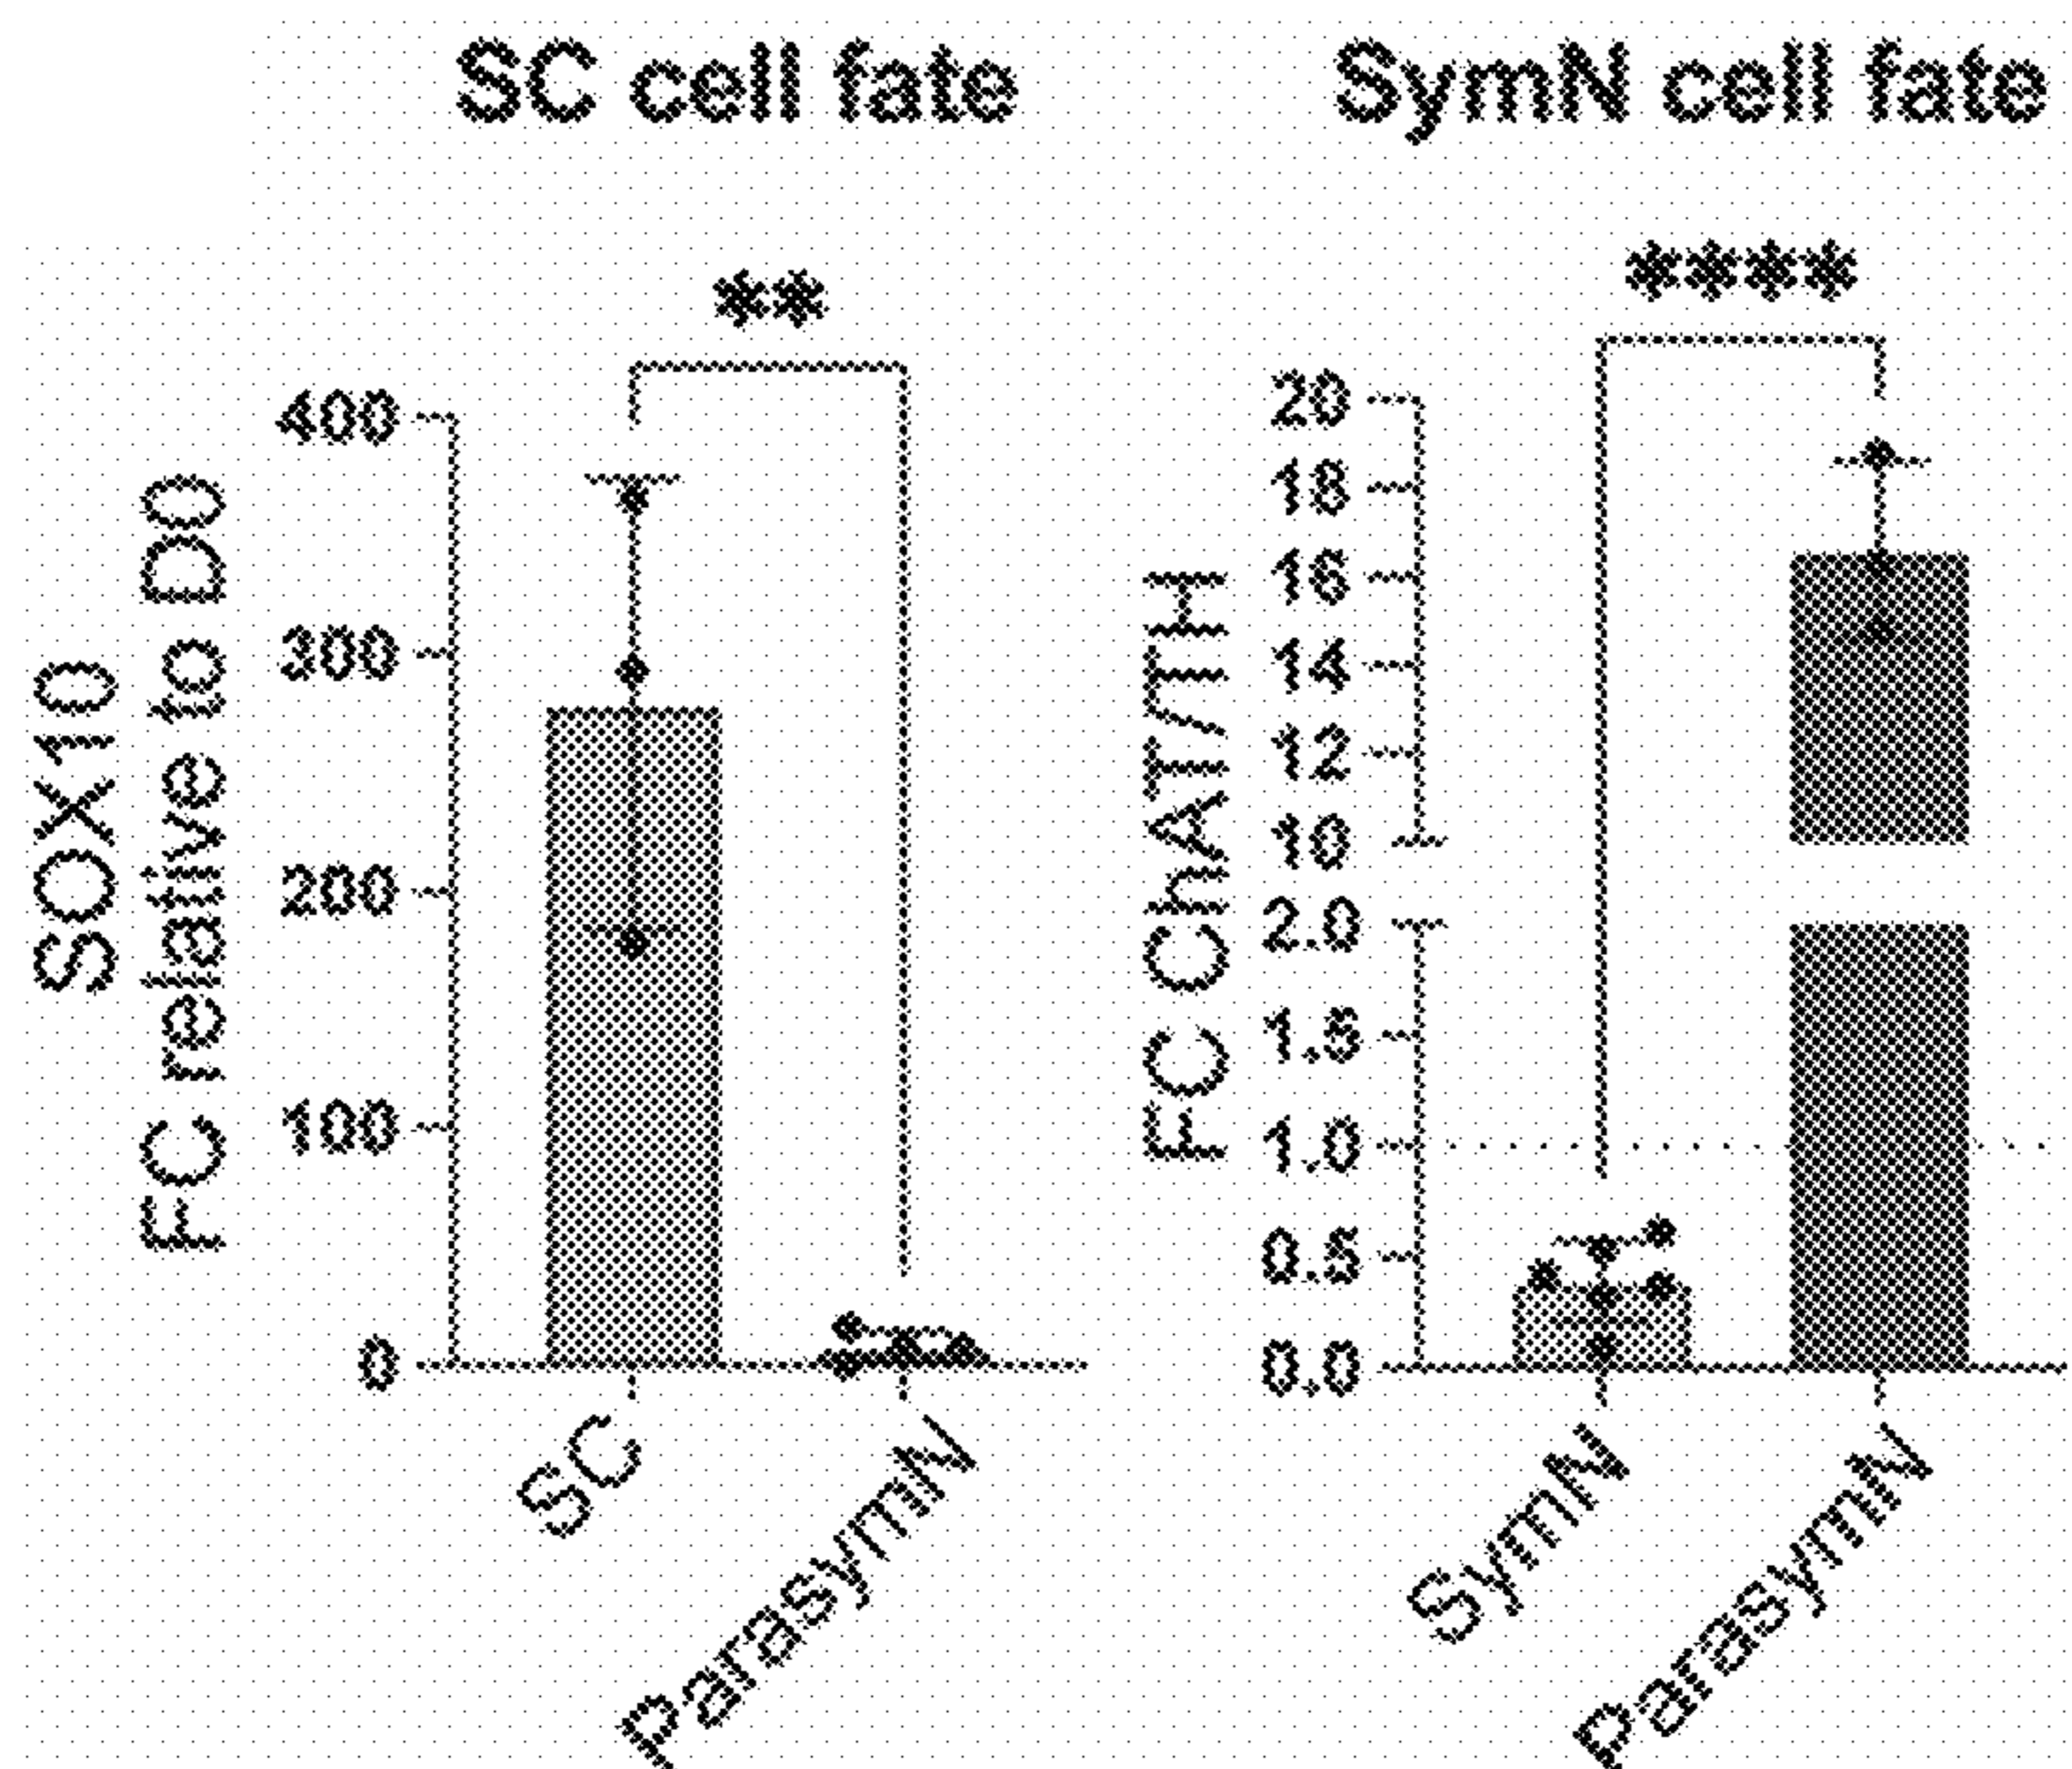 SC cell fate
**
SOX10
FC relative to D0
400
300
200
100
0
SC
ParasymN
SymN cell fate
****
FC ChAT/TH
20
18
16
14
12
10
2.0
1.5
1.0
0.5
0.0
SymN
ParasymN